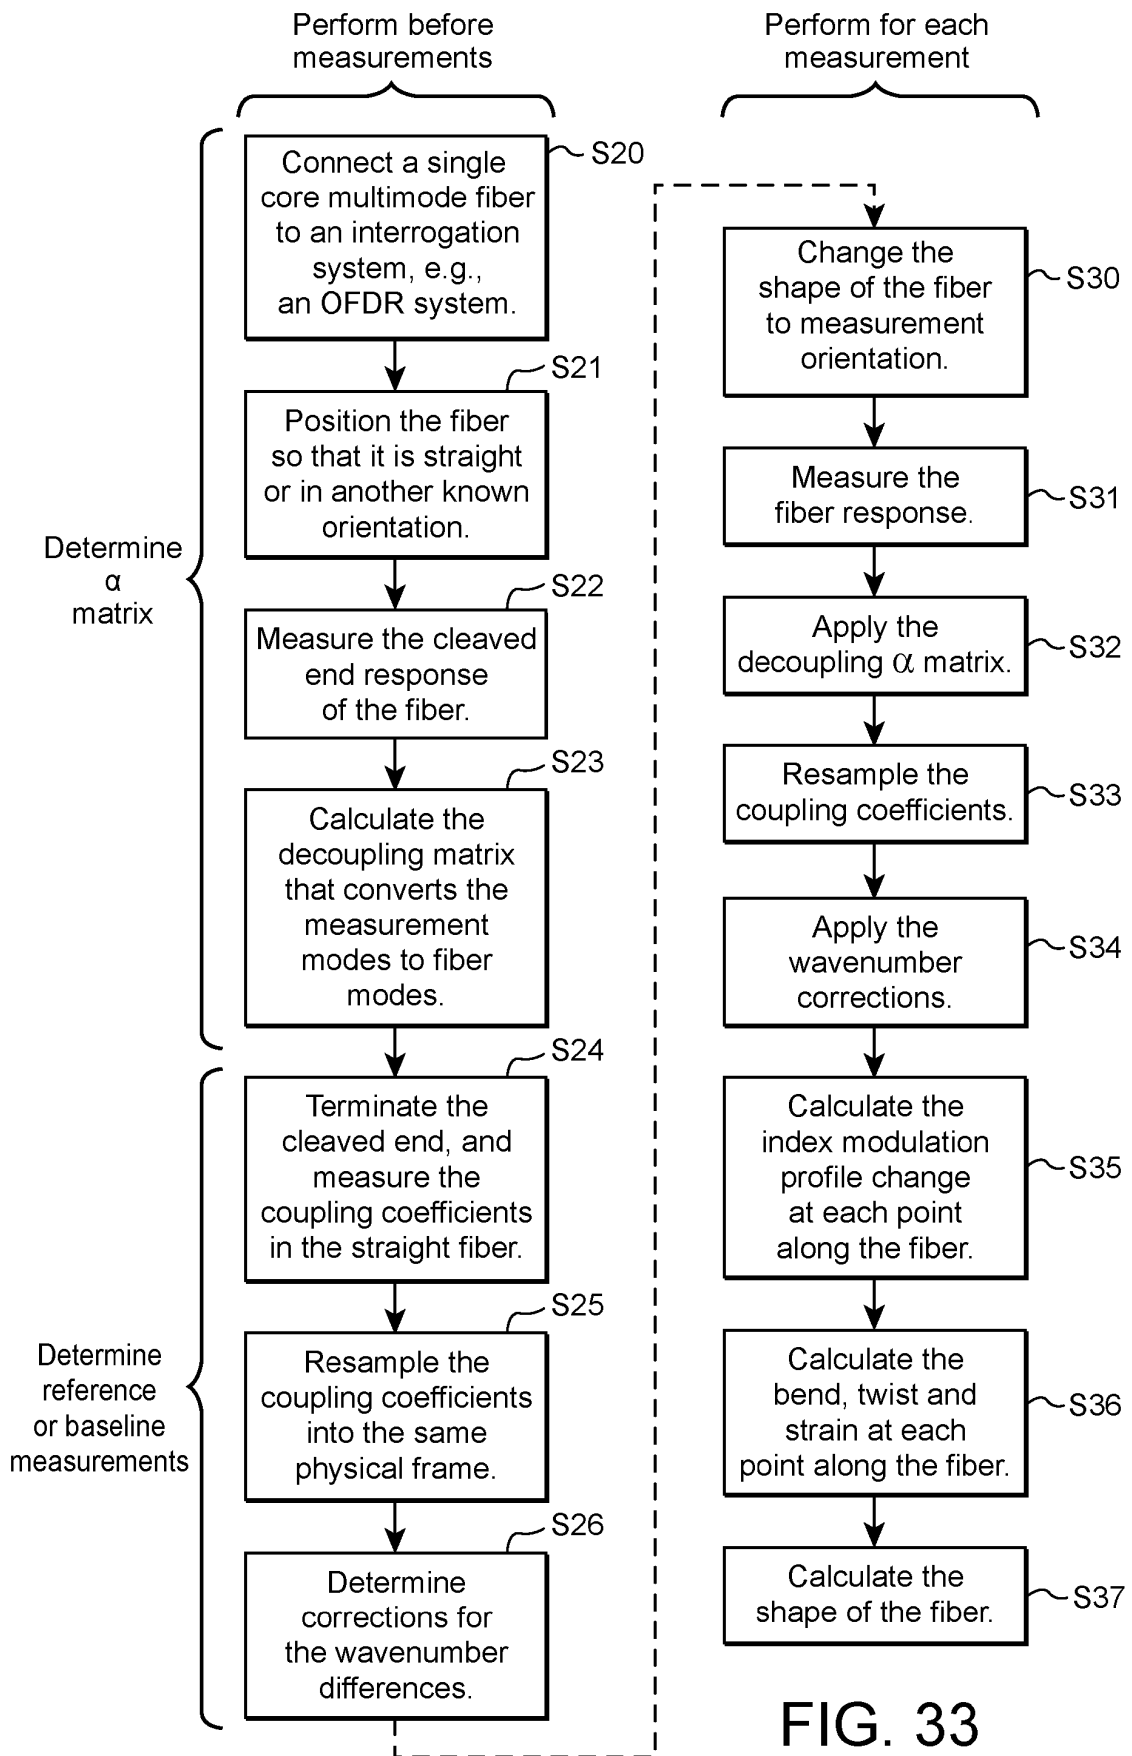 Perform before
measurements
Perform for each
measurement
Determine
α
matrix
Connect a single
core multimode fiber
to an interrogation
system, e.g.,
an OFDR system.
S20
Position the fiber
so that it is straight
or in another known
orientation.
S21
Measure the cleaved
end response
of the fiber.
S22
Calculate the
decoupling matrix
that converts the
measurement
modes to fiber
modes.
S23
Determine
reference
or baseline
measurements
Terminate the
cleaved end, and
measure the
coupling coefficients
in the straight fiber.
S24
Resample the
coupling coefficients
into the same
physical frame.
S25
Determine
corrections for
the wavenumber
differences.
S26
Change the
shape of the fiber
to measurement
orientation.
S30
Measure the
fiber response.
S31
Apply the
decoupling α matrix.
S32
Resample the
coupling coefficients.
S33
Apply the
wavenumber
corrections.
S34
Calculate the
index modulation
profile change
at each point
along the fiber.
S35
Calculate the
bend, twist and
strain at each
point along the fiber.
S36
Calculate the
shape of the fiber.
S37
FIG. 33